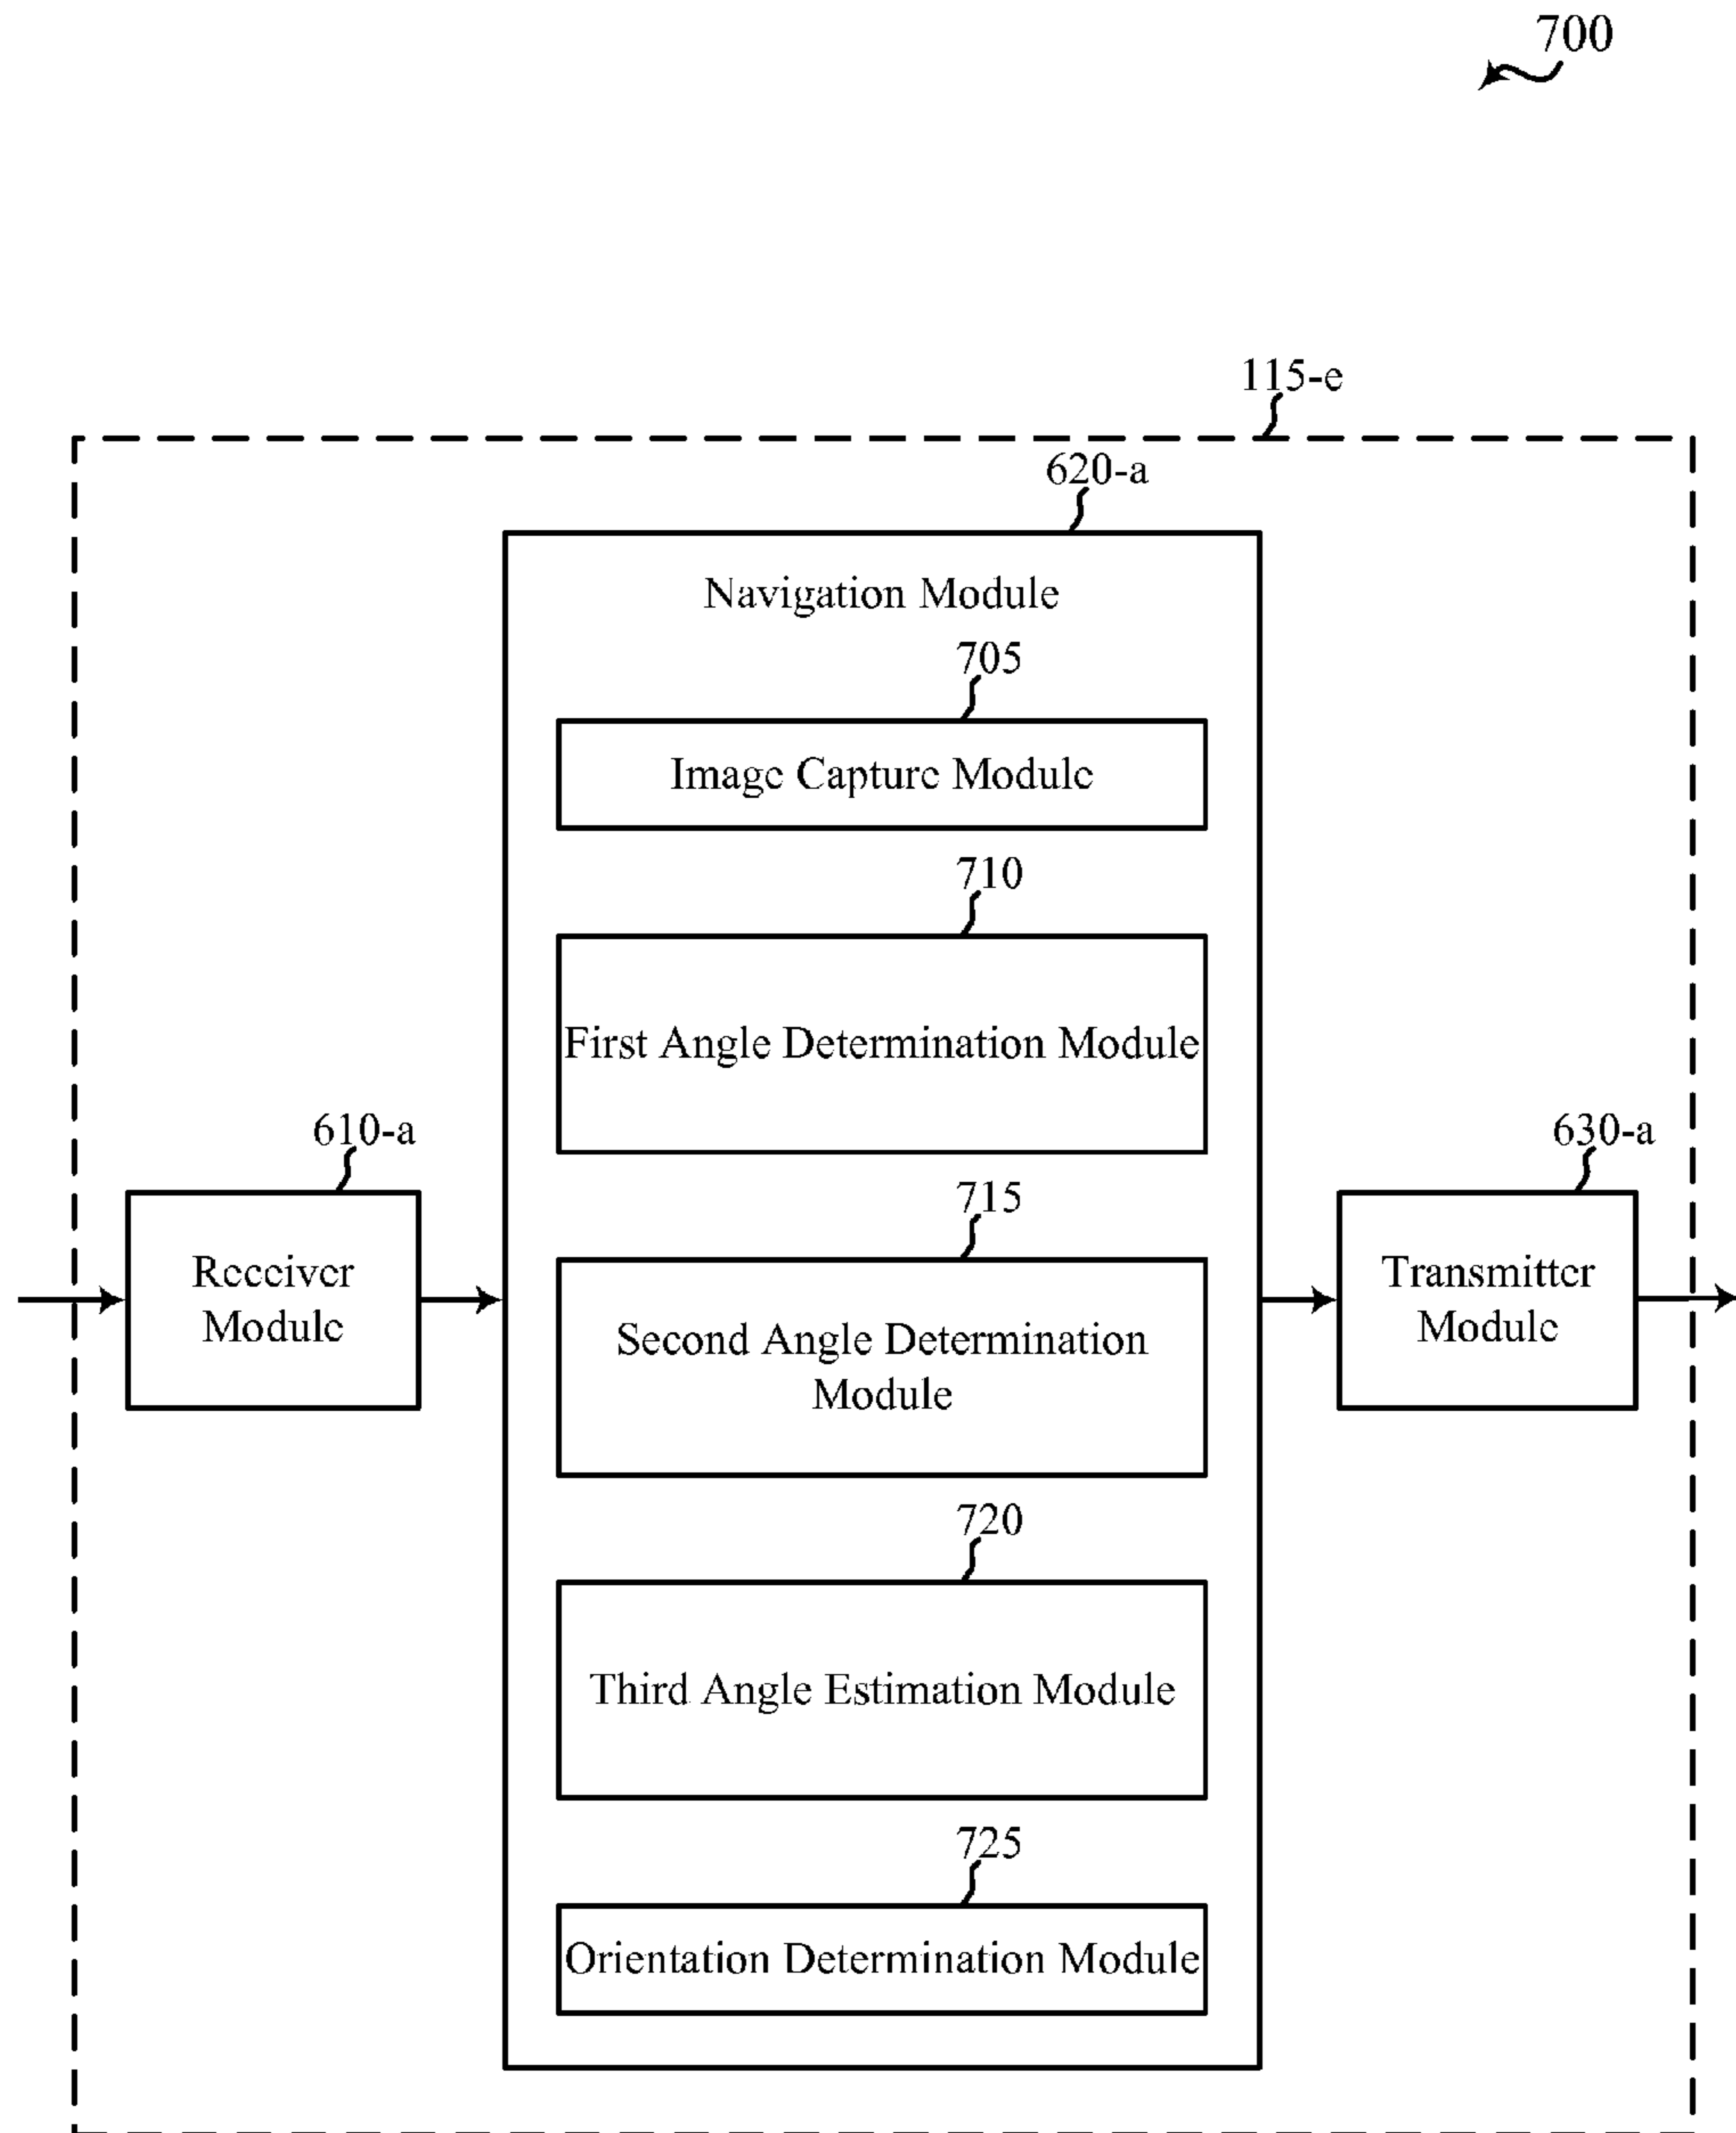 700
115-e
620-a
Navigation Module
705
Image Capture Module
710
First Angle Determination Module
610-a
Receiver
Module
715
Second Angle Determination
Module
630-a
Transmitter
Module
720
Third Angle Estimation Module
725
Orientation Determination Module